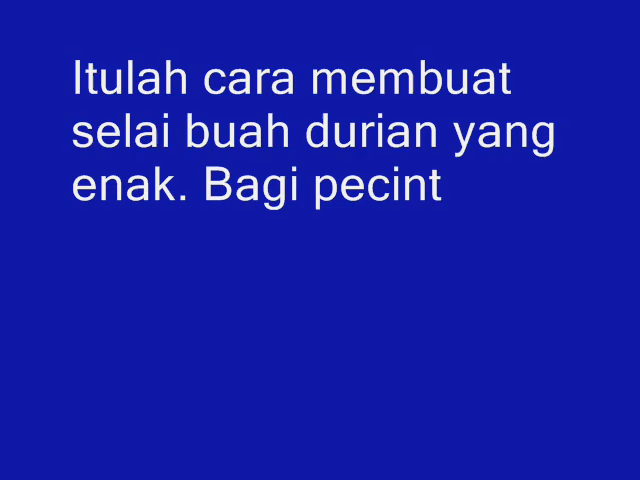 Itulah cara membuat
selai buah durian yang
enak. Bagi pecint